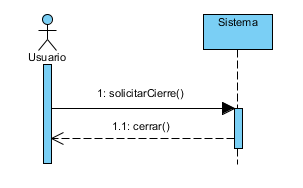 Sistema
Usuario
1: solicitarCierre()
1.1: cerrar()